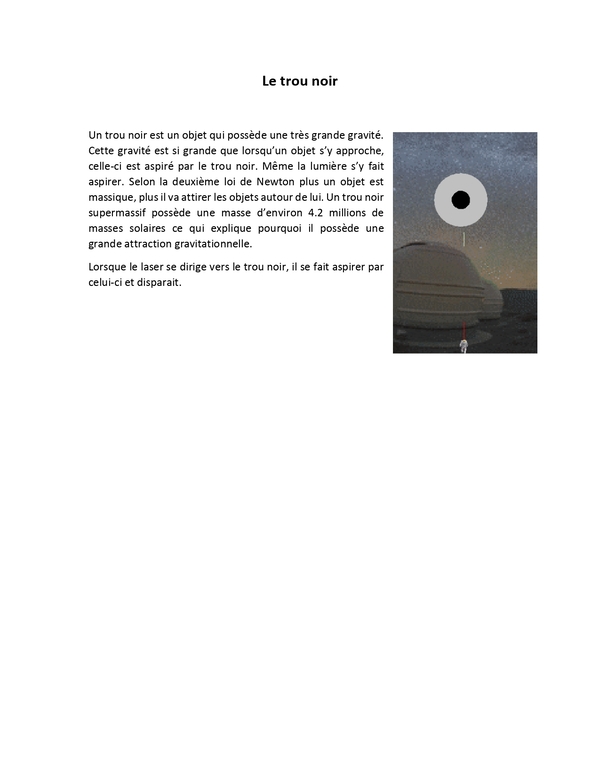 Le trou noir
Un trou noir est un objet qui possède une très grande gravité.
Cette gravité est si grande que lorsqu’un objet s’y approche,
celle-ci est aspiré par le trou noir. Même la lumière s’y fait
aspirer. Selon la deuxième loi de Newton plus un objet est
massique, plus il va attirer les objets autour de lui. Un trou noir
supermassif possède une masse d’environ 4.2 millions de
masses solaires ce qui explique pourquoi il possède une
grande attraction gravitationnelle.
Lorsque le laser se dirige vers le trou noir, il se fait aspirer par
celui-ci et disparait.